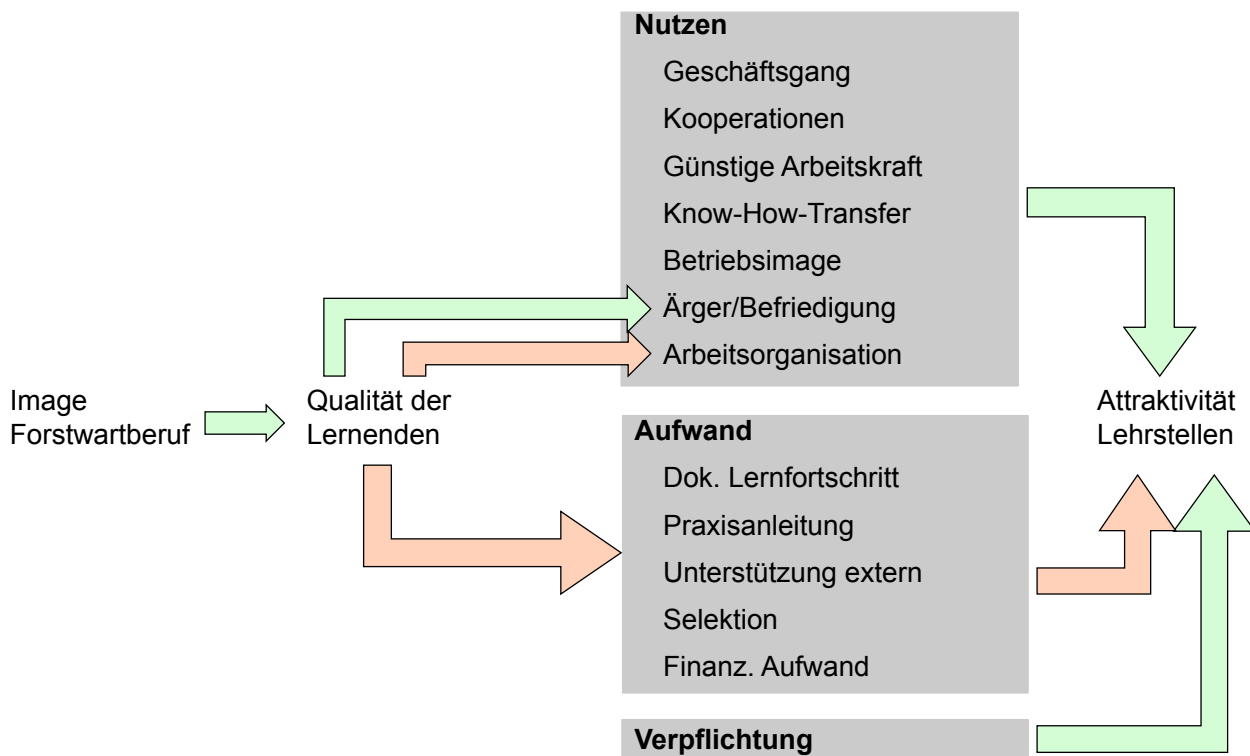 Nutzen
Geschäftsgang
Kooperationen
Günstige Arbeitskraft
Know-How-Transfer
Betriebsimage
Ärger/Befriedigung
Arbeitsorganisation
Image
Forstwartberuf
Qualität der
Lernenden
Aufwand
Dok. Lernfortschritt
Praxisanleitung
Unterstützung extern
Selektion
Finanz. Aufwand
Verpflichtung
Attraktivität
Lehrstellen